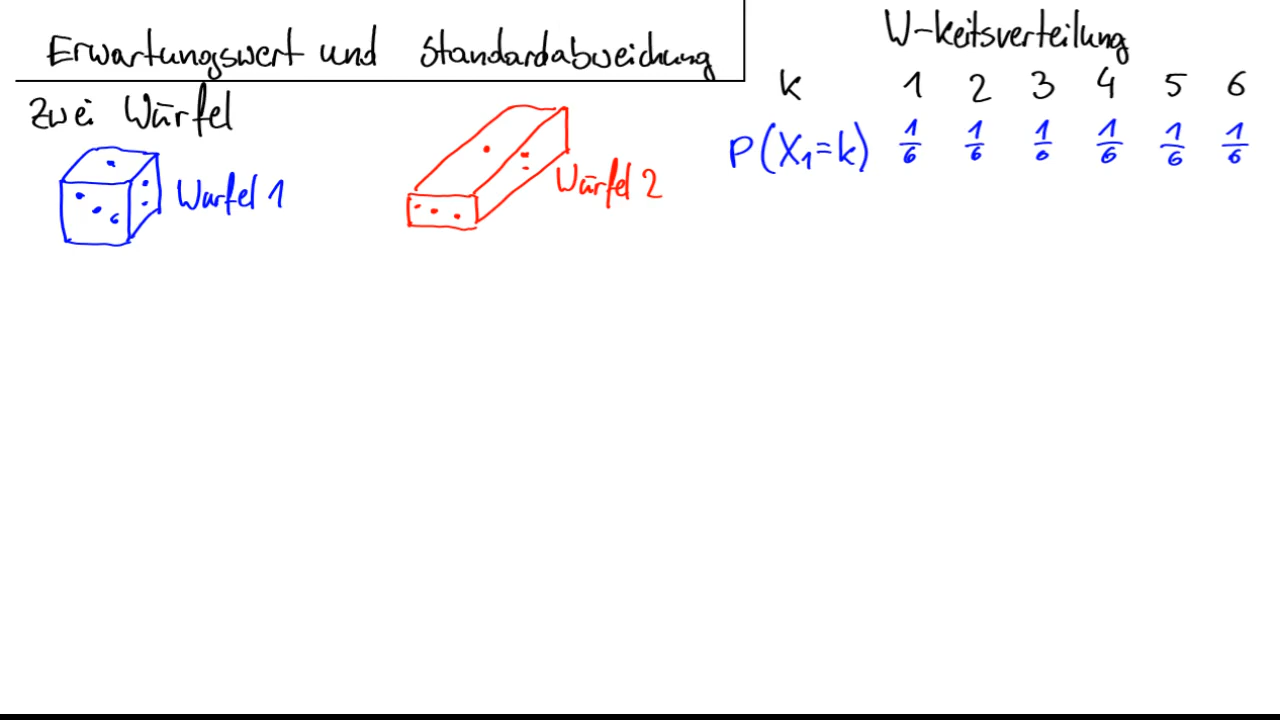 Erwartungswert und Standardabweichung
Zwei Würfel
Würfel 1
Würfel 2
W-keitsverteilung
k 1 2 3 4 5 6
P(X₁=k) 1/6 1/6 1/6 1/6 1/6 1/6